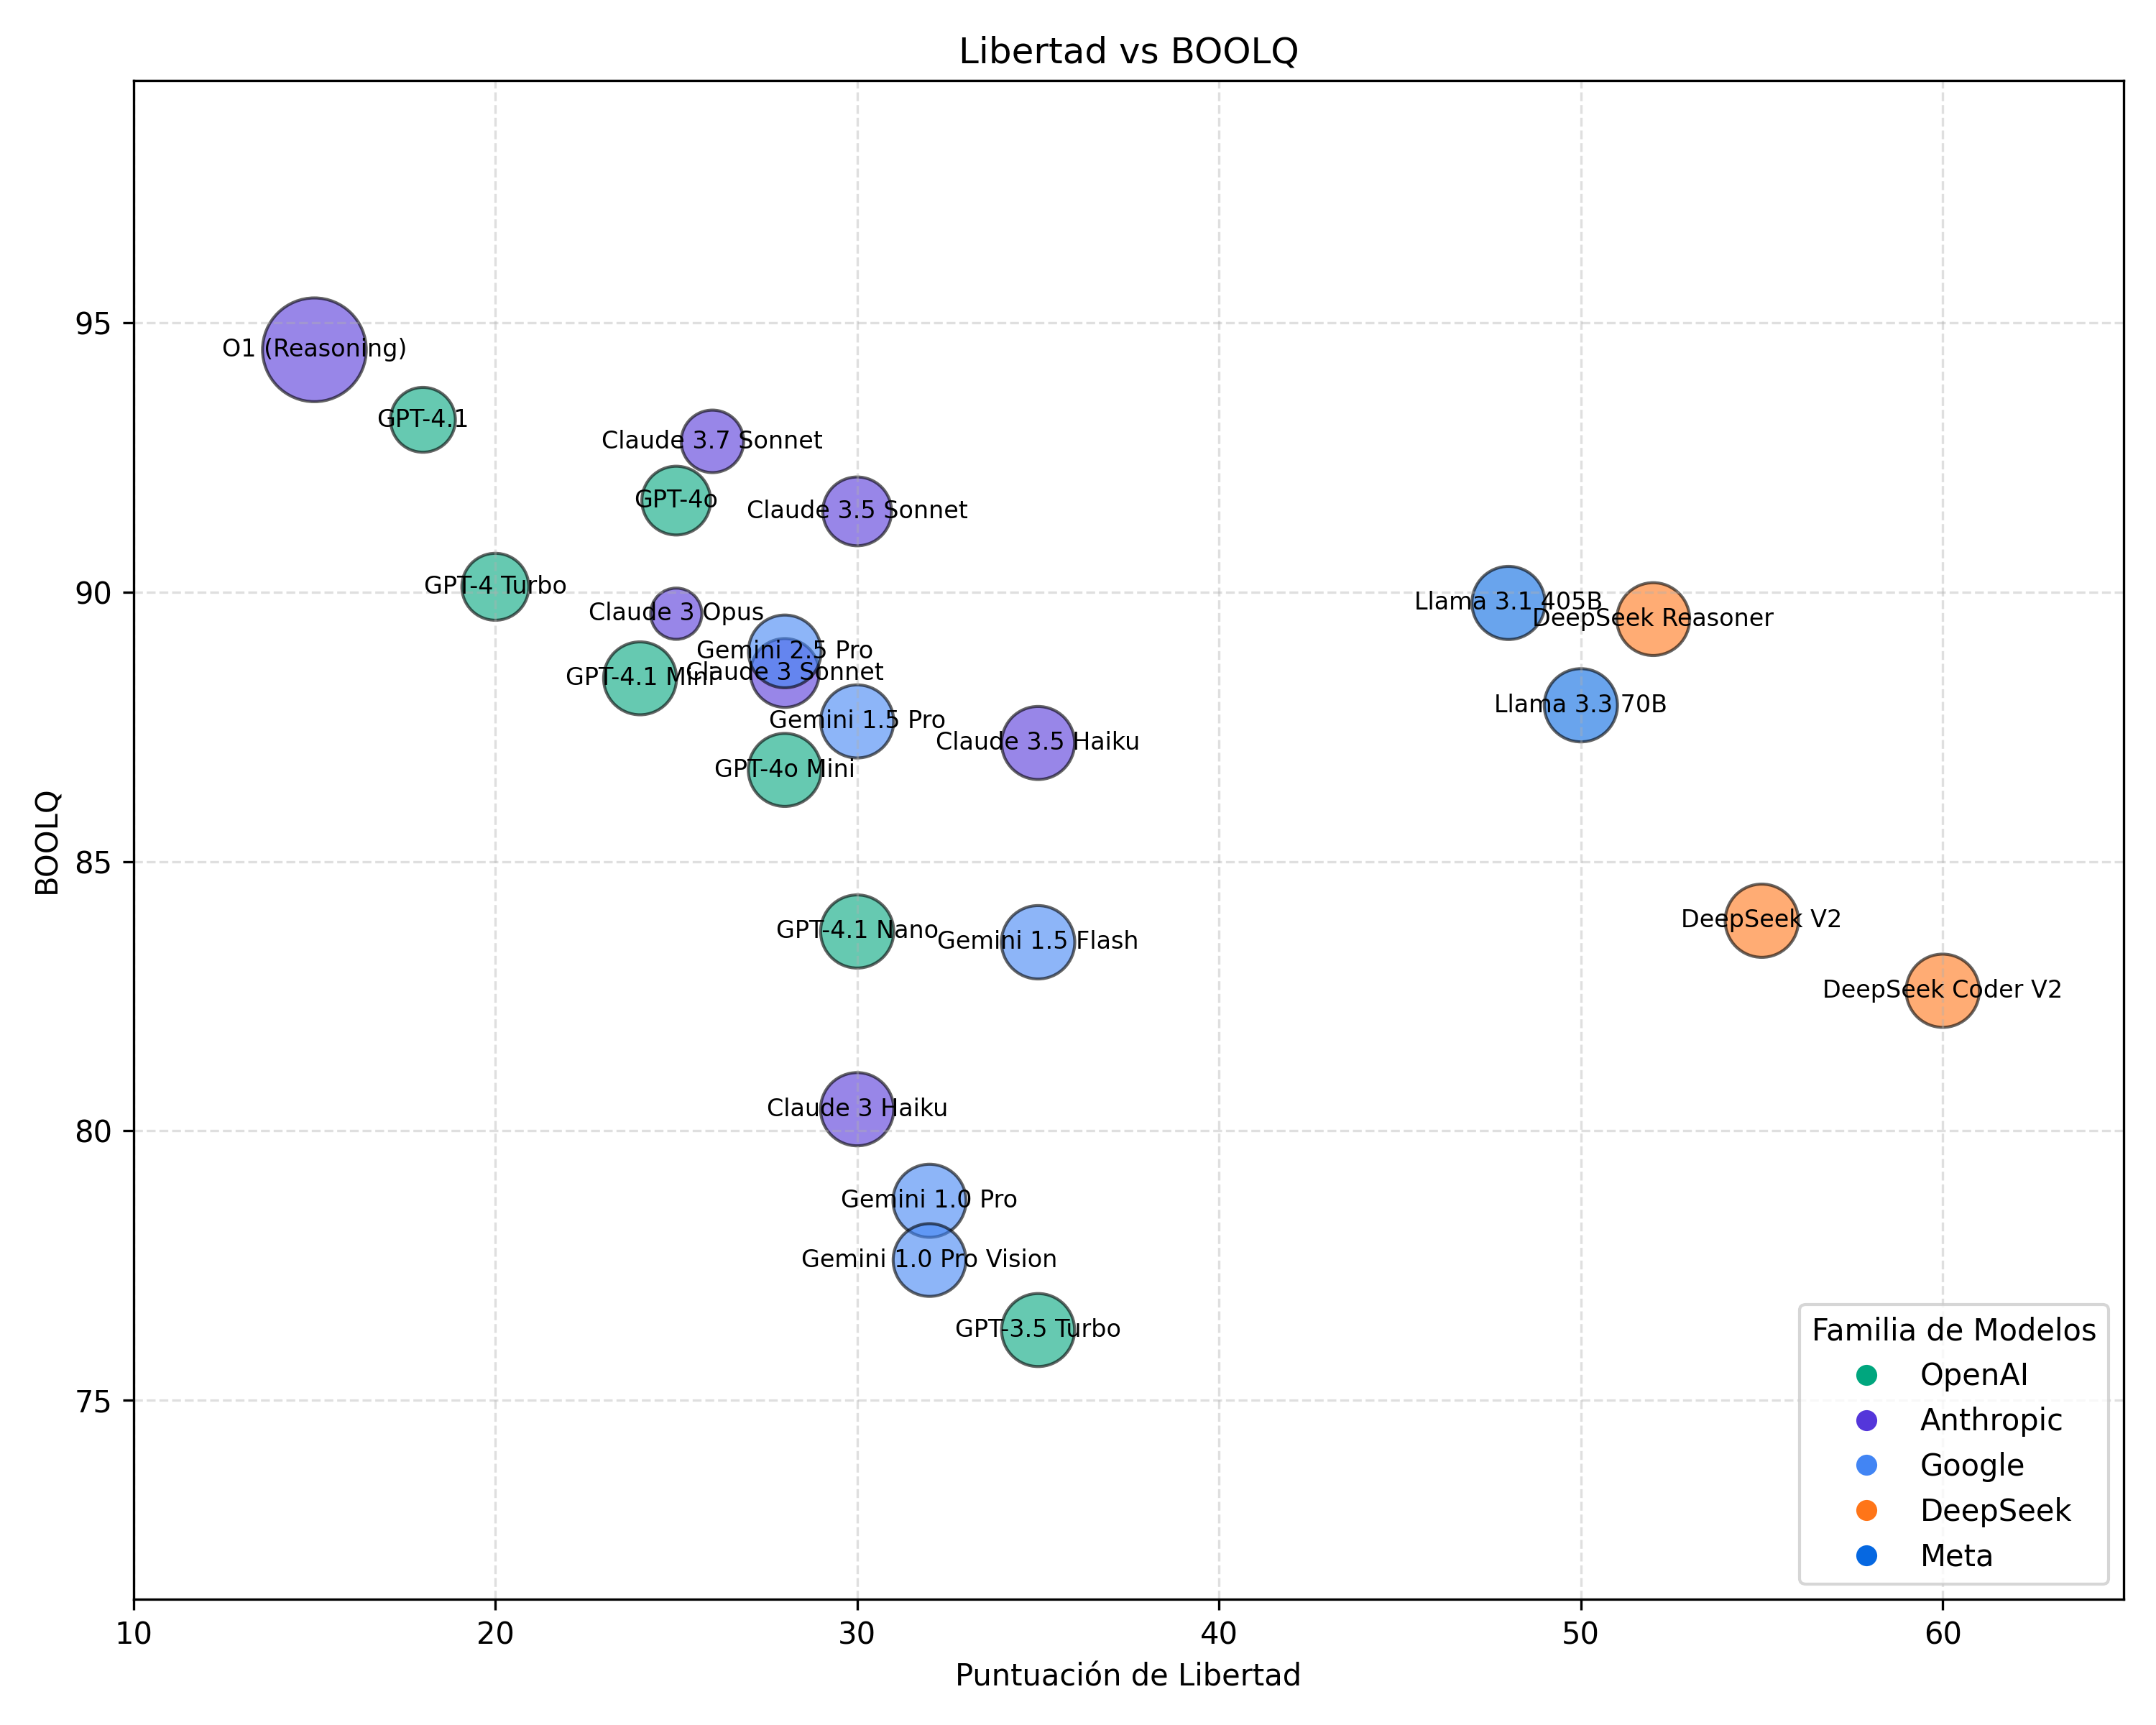 Libertad vs BOOLQ
95
90
85
80
75
BOOLQ
O1 (Reasoning)
GPT-4.1
Claude 3.7 Sonnet
GPT-4o
Claude 3.5 Sonnet
GPT-4 Turbo
Claude 3 Opus
Llama 3.1 405B
DeepSeek Reasoner
Gemini 2.5 Pro
Claude 3 Sonnet
GPT-4.1 Mini
Llama 3.3 70B
Gemini 1.5 Pro
Claude 3.5 Haiku
GPT-4o Mini
GPT-4.1 Nano
Gemini 1.5 Flash
DeepSeek V2
DeepSeek Coder V2
Claude 3 Haiku
Gemini 1.0 Pro
Gemini 1.0 Pro Vision
GPT-3.5 Turbo
Familia de Modelos
OpenAI
Anthropic
Google
DeepSeek
Meta
10 20 30 40 50 60
Puntuación de Libertad